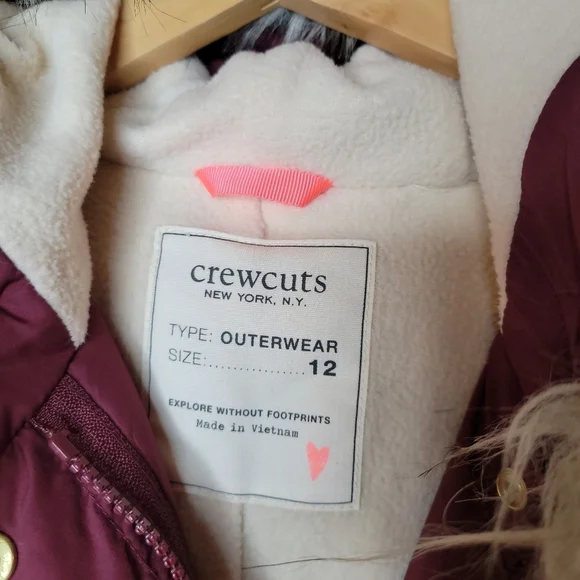 crewcuts
NEW YORK, N.Y.
TYPE: OUTERWEAR
SIZE:................. 12
EXPLORE WITHOUT FOOTPRINTS
Made in Vietnam